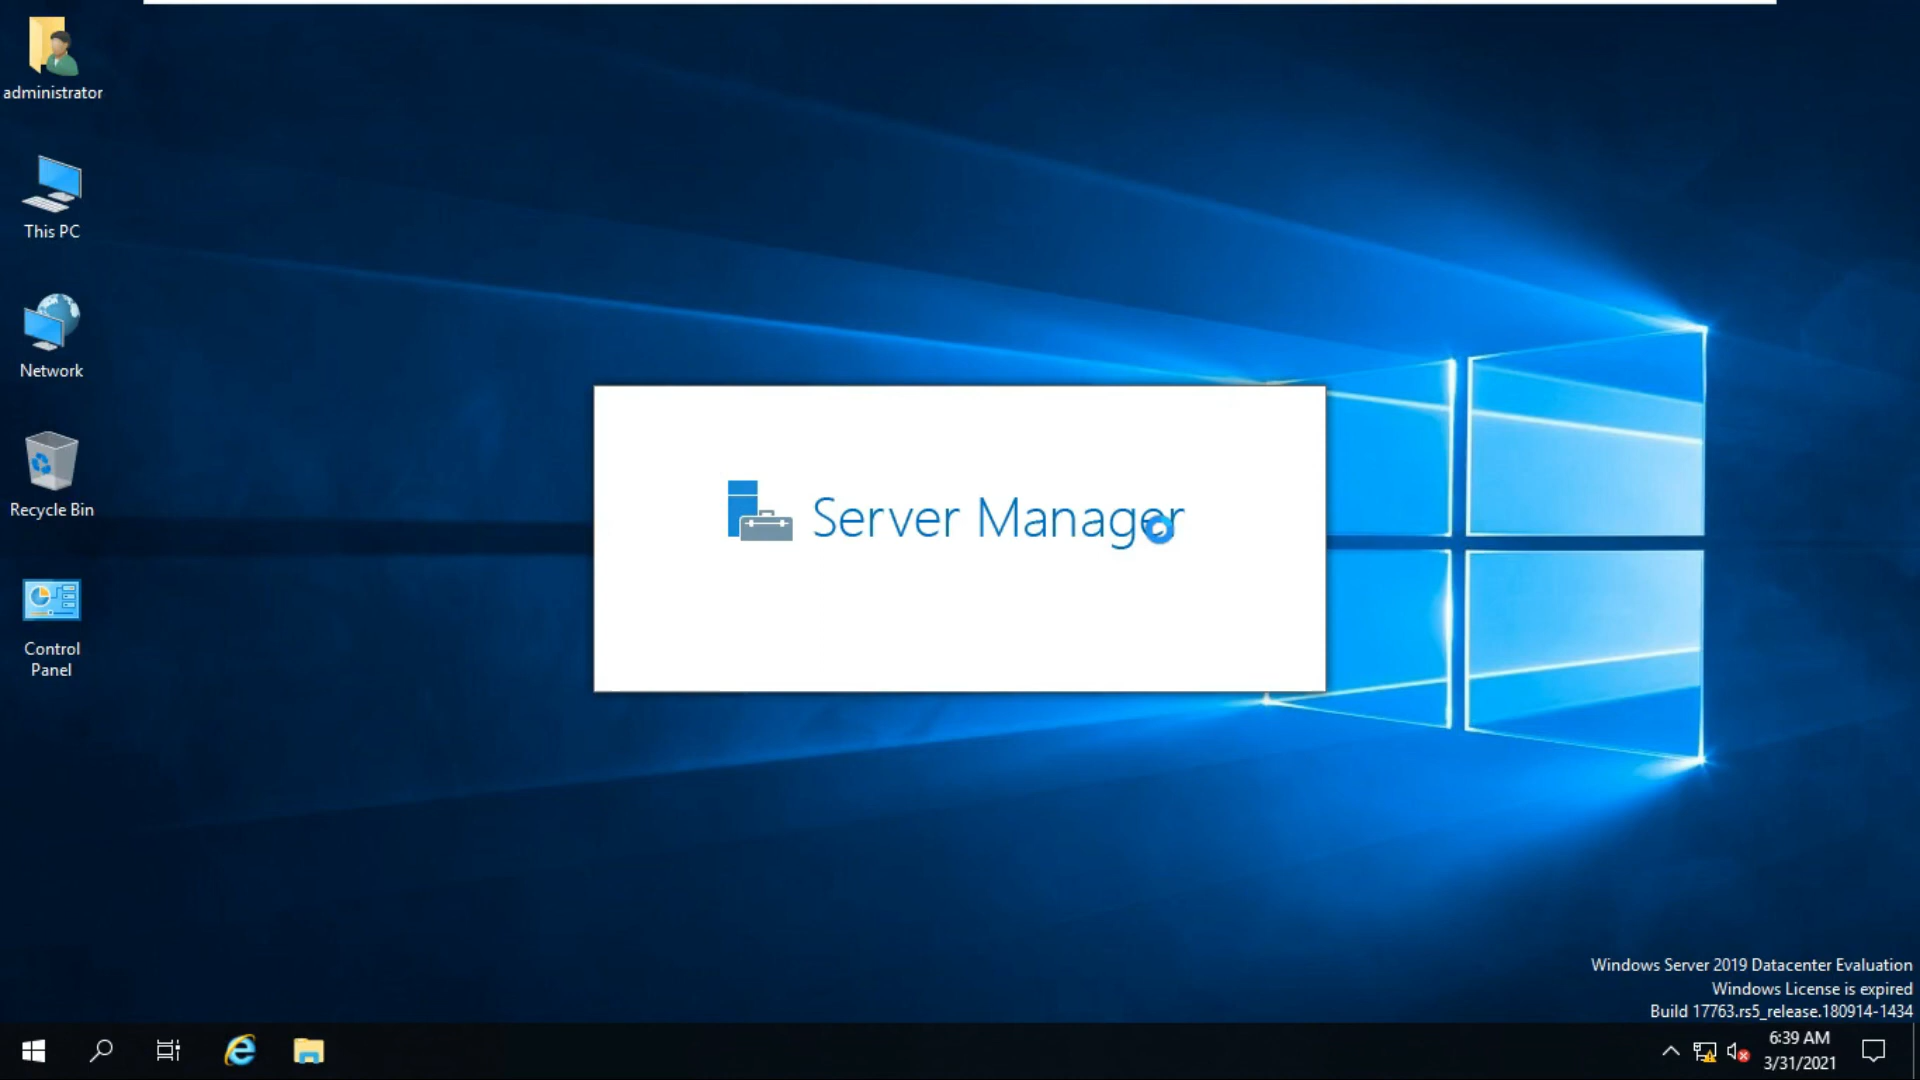 administrator
This PC
Network
Recycle Bin
Control
Panel
Server Manager
Windows Server 2019 Datacenter Evaluation
Windows License is expired
Build 17763.rs5_release.180914-1434
6:39 AM
3/31/2021